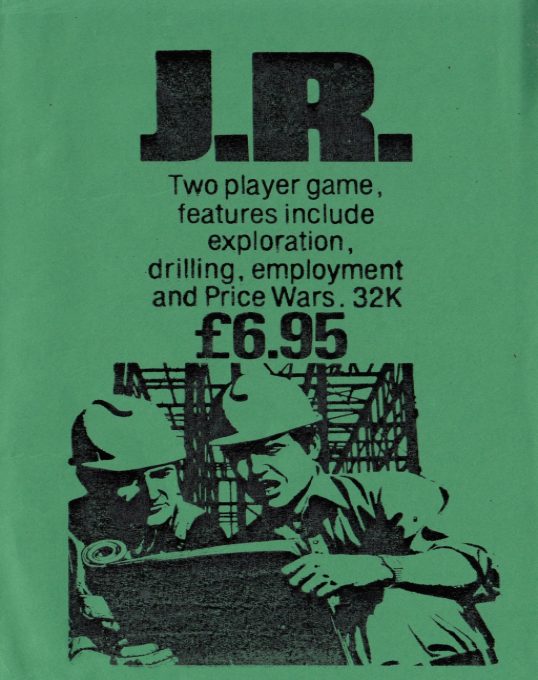 J.R.
Two player game,
features include
exploration,
drilling, employment
and Price Wars. 32K
£6.95